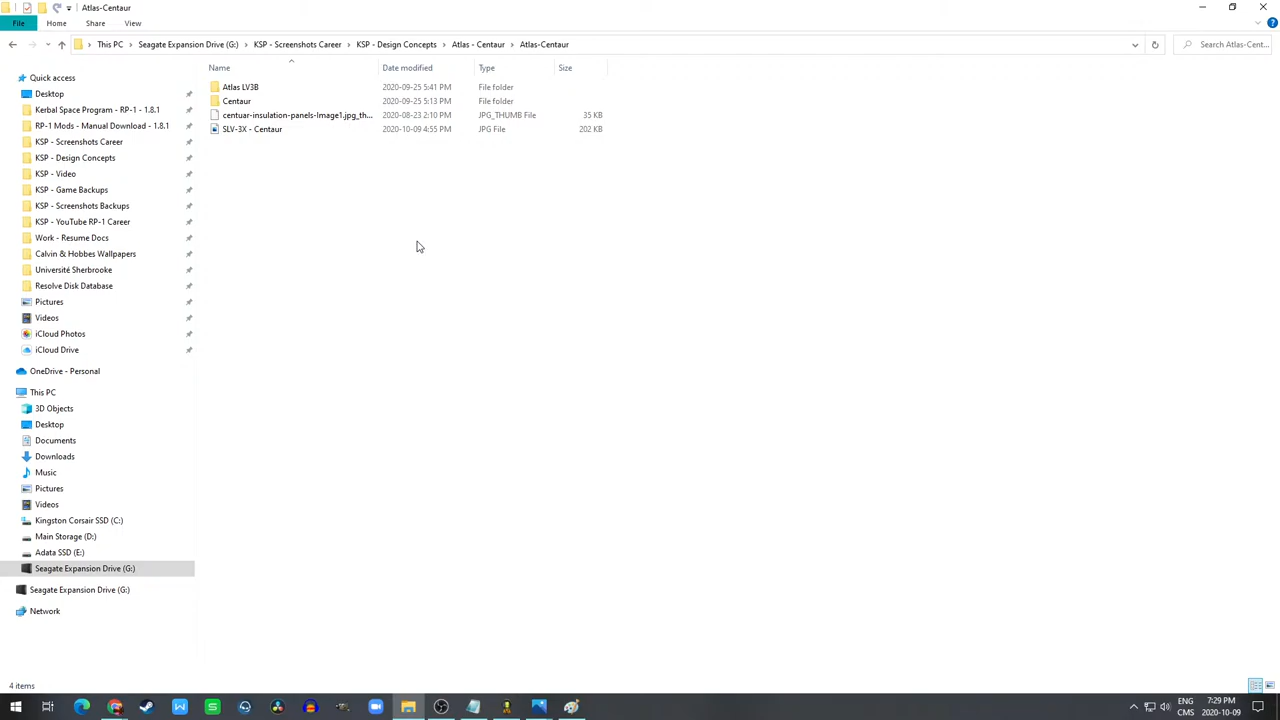 Atlas-Centaur
File Home Share View
This PC Seagate Expansion Drive (G:) KSP - Screenshots Career KSP - Design Concepts Atlas - Centaur Atlas-Centaur
Search Atlas-Cent...
Name Date modified Type Size
Atlas LV3B 2020-09-25 5:41 PM File folder
Centaur 2020-09-25 5:13 PM File folder
centuar-insulation-panels-Image1.jpg_th... 2020-08-23 2:10 PM JPG_THUMB File 35 KB
SLV-3X - Centaur 2020-10-09 4:55 PM JPG File 202 KB
Quick access
Desktop
Kerbal Space Program - RP-1 - 1.8.1
RP-1 Mods - Manual Download - 1.8.1
KSP - Screenshots Career
KSP - Design Concepts
KSP - Video
KSP - Game Backups
KSP - Screenshots Backups
KSP - YouTube RP-1 Career
Work - Resume Docs
Calvin & Hobbes Wallpapers
Université Sherbrooke
Resolve Disk Database
Pictures
Videos
iCloud Photos
iCloud Drive
OneDrive - Personal
This PC
3D Objects
Desktop
Documents
Downloads
Music
Pictures
Videos
Kingston Corsair SSD (C:)
Main Storage (D:)
Adata SSD (E:)
Seagate Expansion Drive (G:)
Seagate Expansion Drive (G:)
Network
4 items
ENG 7:29 PM
CMS 2020-10-09